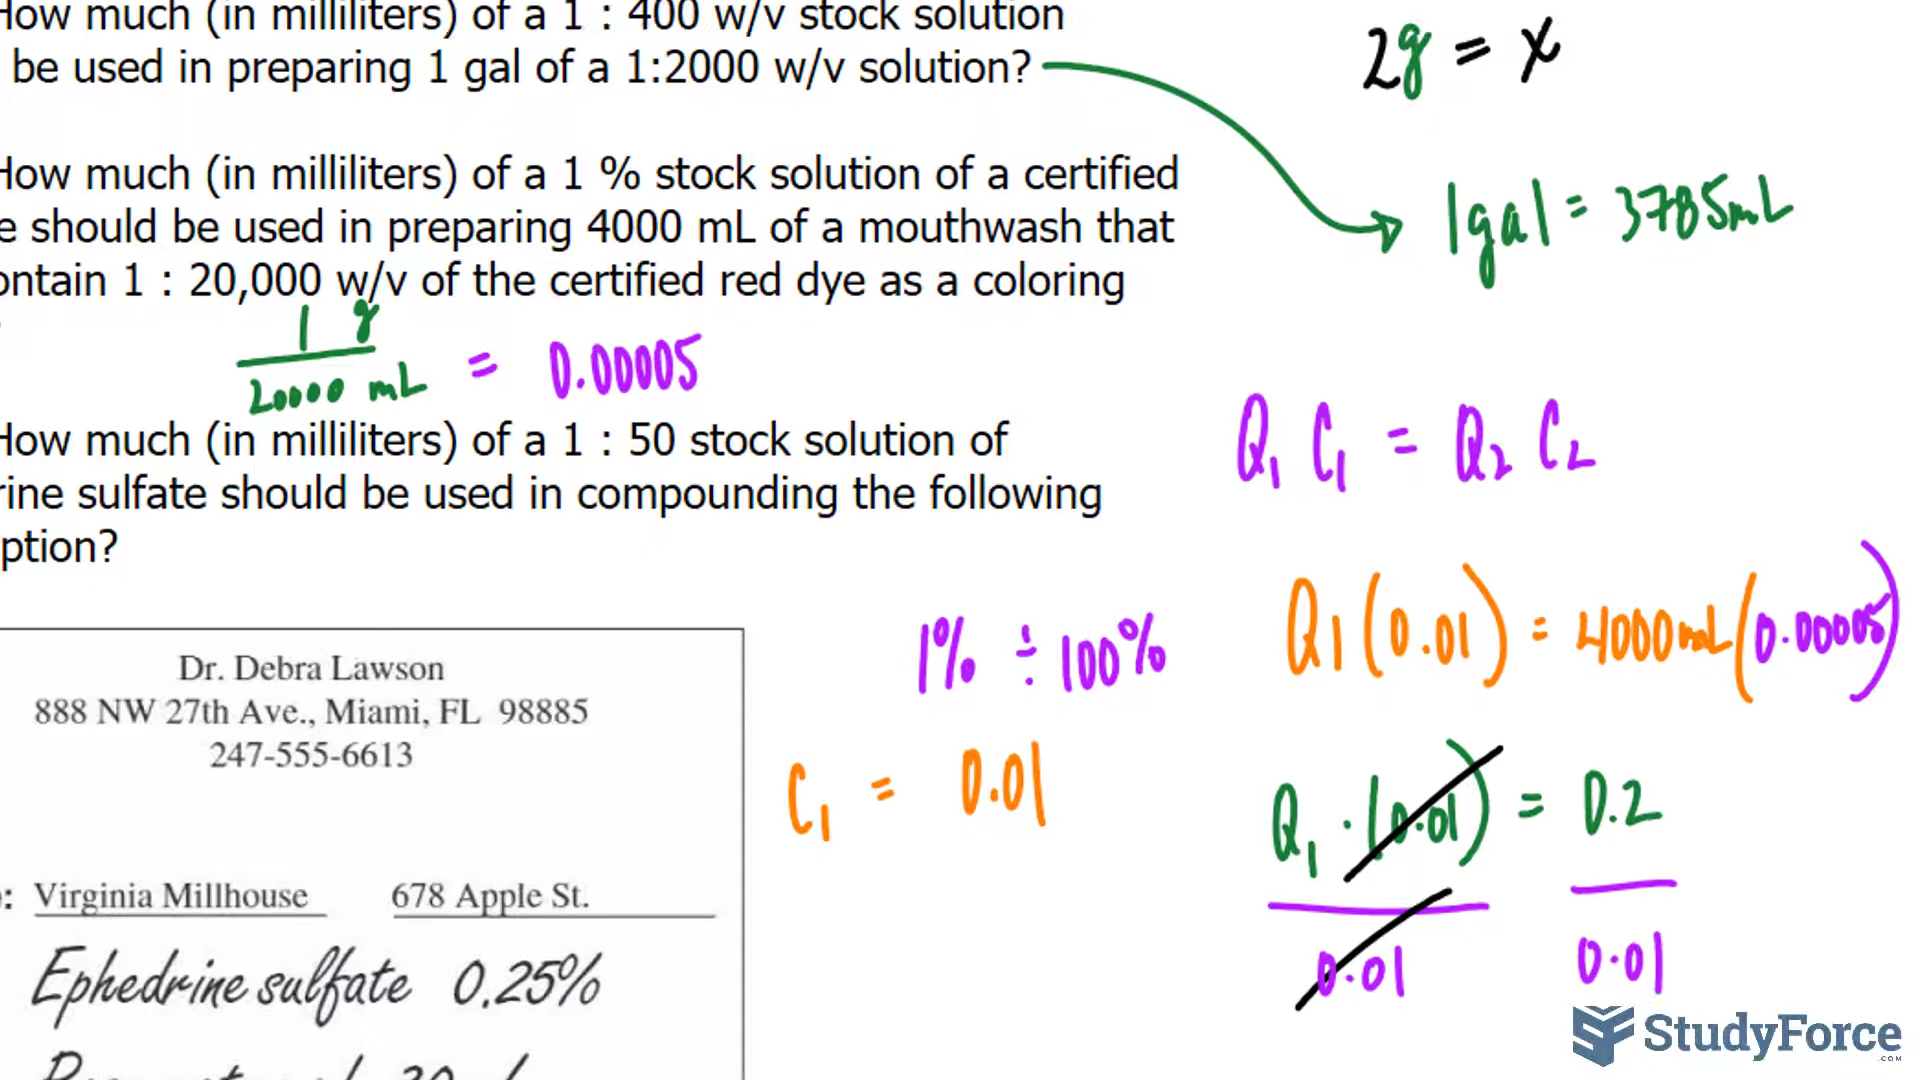 How much (in milliliters) of a 1 : 400 w/v stock solution
be used in preparing 1 gal of a 1:2000 w/v solution?
How much (in milliliters) of a 1 % stock solution of a certified
e should be used in preparing 4000 mL of a mouthwash that
ontain 1 : 20,000 w/v of the certified red dye as a coloring
1 g
20000 mL = 0.00005
How much (in milliliters) of a 1 : 50 stock solution of
rine sulfate should be used in compounding the following
ption?
Dr. Debra Lawson
888 NW 27th Ave., Miami, FL 98885
247-555-6613
: Virginia Millhouse 678 Apple St.
Ephedrine sulfate 0.25%
2g = x
1gal = 3785mL
Q₁ C₁ = Q₂ C₂
1% ÷ 100%
C₁ = 0.01
Q1 (0.01) = 4000mL (0.00005)
Q₁ · (0.01) = 0.2
0.01 0.01
StudyForce
.COM